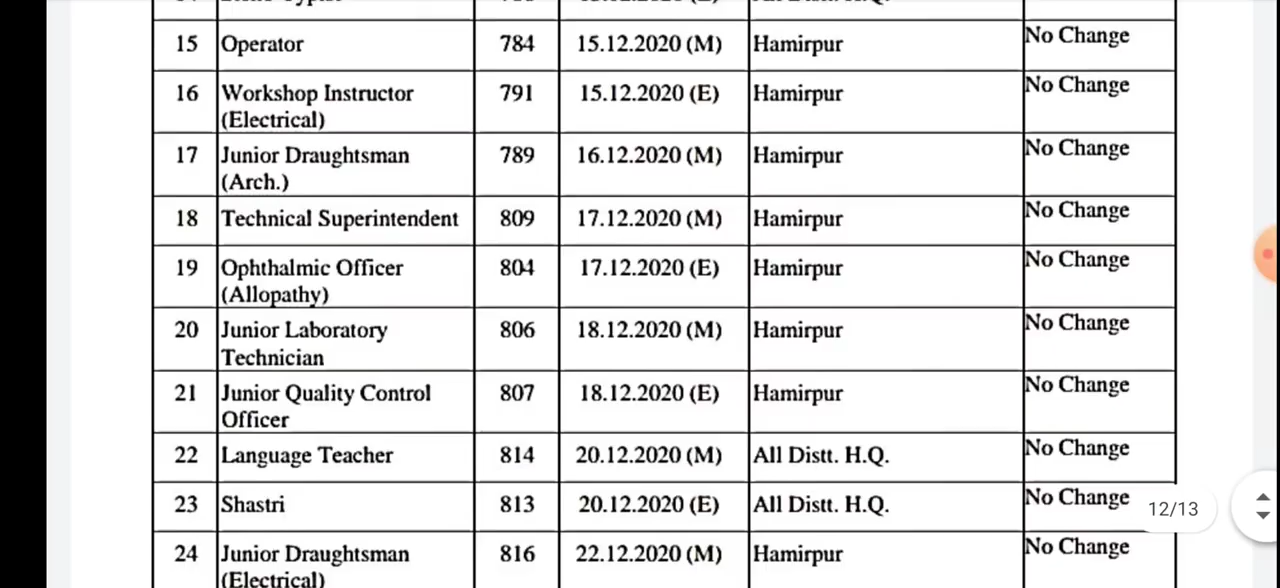 15 Operator 784 15.12.2020 (M) Hamirpur No Change
16 Workshop Instructor 791 15.12.2020 (E) Hamirpur No Change
(Electrical)
17 Junior Draughtsman 789 16.12.2020 (M) Hamirpur No Change
(Arch.)
18 Technical Superintendent 809 17.12.2020 (M) Hamirpur No Change
19 Ophthalmic Officer 804 17.12.2020 (E) Hamirpur No Change
(Allopathy)
20 Junior Laboratory 806 18.12.2020 (M) Hamirpur No Change
Technician
21 Junior Quality Control 807 18.12.2020 (E) Hamirpur No Change
Officer
22 Language Teacher 814 20.12.2020 (M) All Distt. H.Q. No Change
23 Shastri 813 20.12.2020 (E) All Distt. H.Q. No Change
12/13
24 Junior Draughtsman 816 22.12.2020 (M) Hamirpur No Change
(Electrical)